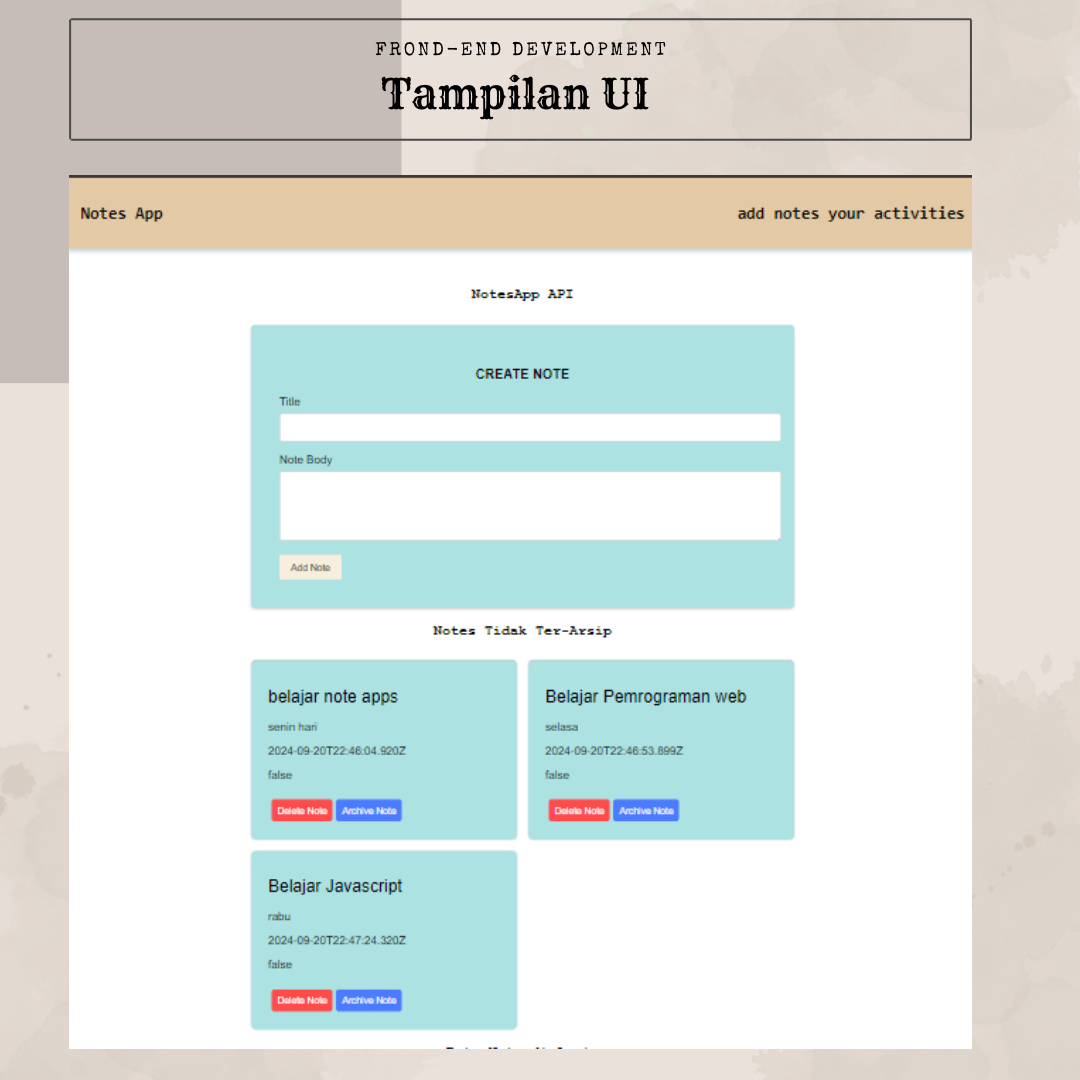 FROND-END DEVELOPMENT
Tampilan UI
Notes App
add notes your activities
NotesApp API
CREATE NOTE
Title
Note Body
Add Note
Notes Tidak Ter-Arsip
belajar note apps
senin hari
2024-09-20T22:46:04.920Z
false
Delete Note Archive Note
Belajar Pemrograman web
selasa
2024-09-20T22:46:53.899Z
false
Delete Note Archive Note
Belajar Javascript
rabu
2024-09-20T22:47:24.320Z
false
Delete Note Archive Note